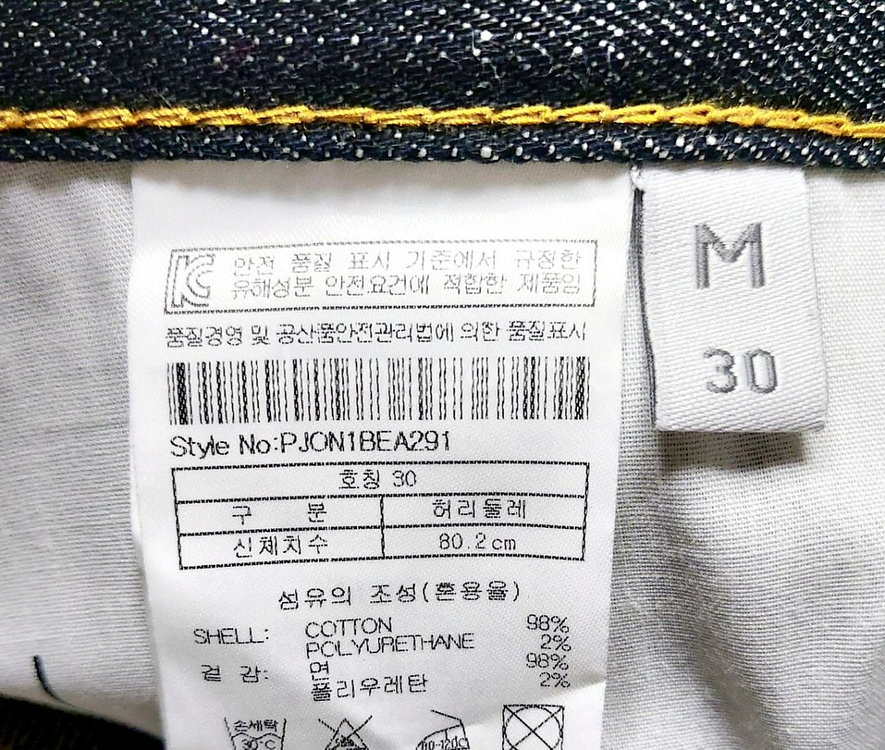 안전 품질 표시 기준에서 규정한
유해성분 안전요건에 적합한 제품임
품질경영 및 공산품안전관리법에 의한 품질표시
Style No:PJON1BEA291
호칭 30
구 분 허리둘레
신체치수 80.2cm
섬유의 조성(혼용율)
SHELL: COTTON 98%
POLYURETHANE 2%
겉 감: 면 98%
폴리우레탄 2%
손세탁
30°C
M
30